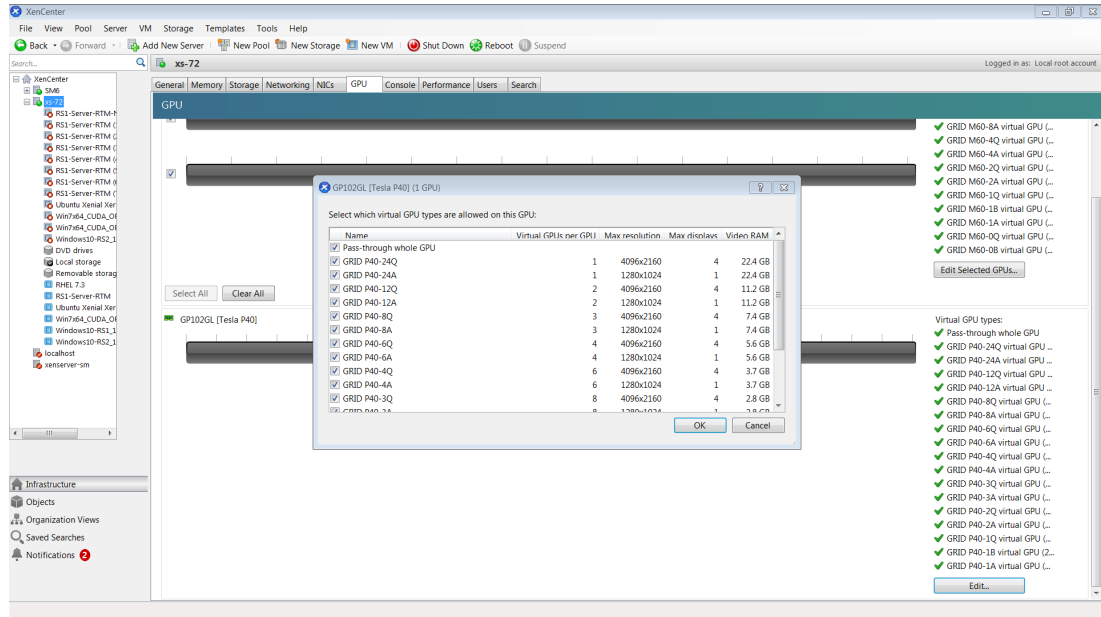 XenCenter
File View Pool Server VM Storage Templates Tools Help
Back Forward Add New Server New Pool New Storage New VM Shut Down Reboot Suspend
Search...
xs-72
Logged in as: Local root account
XenCenter
SM6
xs-72
RS1-Server-RTM-
RS1-Server-RTM (
RS1-Server-RTM (
RS1-Server-RTM (
RS1-Server-RTM (
RS1-Server-RTM (
RS1-Server-RTM (
RS1-Server-RTM (
Ubuntu Xenial Xer
Win7x64_CUDA_
Win7x64_CUDA_
Windows10-RS2_1
DVD drives
Local storage
Removable storag
RHEL 7.3
RS1-Server-RTM
Ubuntu Xenial Xer
Win7x64_CUDA_
Windows10-RS1_1
Windows10-RS2_1
localhost
xenserver-sm
Infrastructure
Objects
Organization Views
Saved Searches
Notifications 2
General Memory Storage Networking NICs GPU Console Performance Users Search
GPU
GRID M60-8A virtual GPU (...
GRID M60-4Q virtual GPU (...
GRID M60-4A virtual GPU (...
GRID M60-2Q virtual GPU (...
GRID M60-2A virtual GPU (...
GRID M60-1Q virtual GPU (...
GRID M60-1B virtual GPU (...
GRID M60-1A virtual GPU (...
GRID M60-0Q virtual GPU (...
GRID M60-0B virtual GPU (...
Edit Selected GPUs...
Select All Clear All
GP102GL [Tesla P40]
GP102GL [Tesla P40] (1 GPU)
Select which virtual GPU types are allowed on this GPU:
Name Virtual GPUs per GPU Max resolution Max displays Video RAM
Pass-through whole GPU
GRID P40-24Q 1 4096x2160 4 22.4 GB
GRID P40-24A 1 1280x1024 1 22.4 GB
GRID P40-12Q 2 4096x2160 4 11.2 GB
GRID P40-12A 2 1280x1024 1 11.2 GB
GRID P40-8Q 3 4096x2160 4 7.4 GB
GRID P40-8A 3 1280x1024 1 7.4 GB
GRID P40-6Q 4 4096x2160 4 5.6 GB
GRID P40-6A 4 1280x1024 1 5.6 GB
GRID P40-4Q 6 4096x2160 4 3.7 GB
GRID P40-4A 6 1280x1024 1 3.7 GB
GRID P40-3Q 8 4096x2160 4 2.8 GB
GRID P40-3A 8 1280x1024 1 2.8 GB
OK Cancel
Virtual GPU types:
Pass-through whole GPU
GRID P40-24Q virtual GPU ...
GRID P40-24A virtual GPU ...
GRID P40-12Q virtual GPU ...
GRID P40-12A virtual GPU ...
GRID P40-8Q virtual GPU (...
GRID P40-8A virtual GPU (...
GRID P40-6Q virtual GPU (...
GRID P40-6A virtual GPU (...
GRID P40-4Q virtual GPU (...
GRID P40-4A virtual GPU (...
GRID P40-3Q virtual GPU (...
GRID P40-3A virtual GPU (...
GRID P40-2Q virtual GPU (...
GRID P40-2A virtual GPU (...
GRID P40-1Q virtual GPU (...
GRID P40-1B virtual GPU (2...
GRID P40-1A virtual GPU (...
Edit...